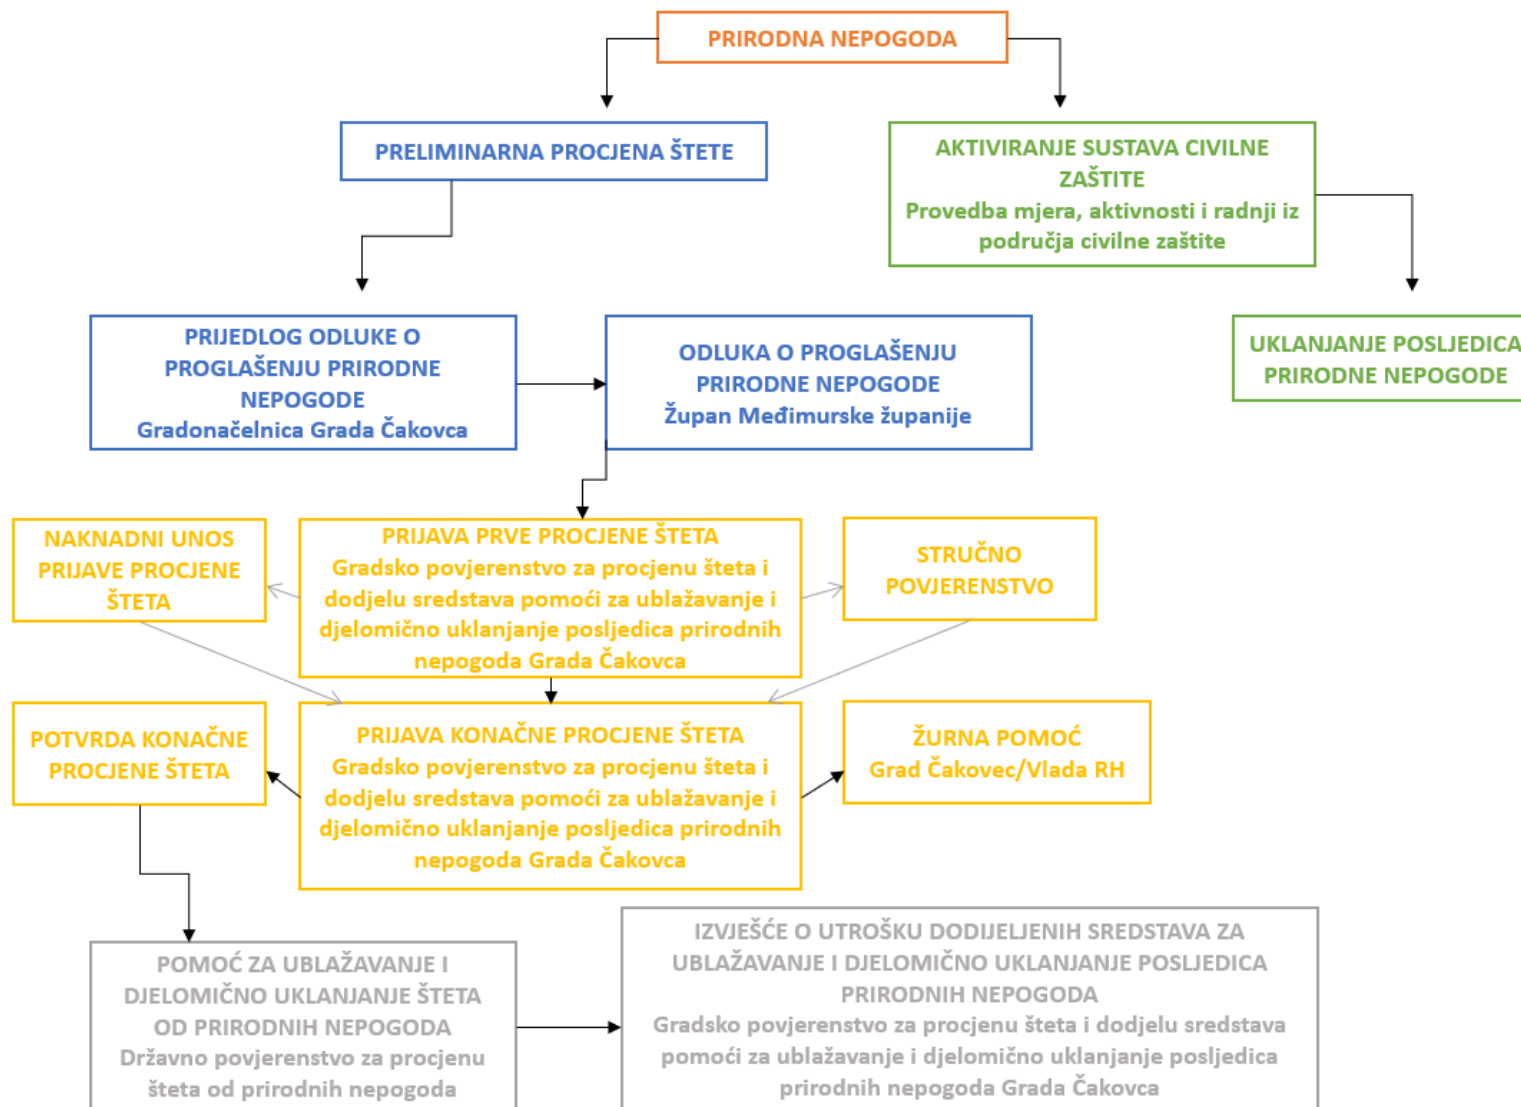 PRIRODNA NEPOGODA
PRELIMINARNA PROCJENA ŠTETE
AKTIVIRANJE SUSTAVA CIVILNE
ZAŠTITE
Provedba mjera, aktivnosti i radnji iz
područja civilne zaštite
PRIJEDLOG ODLUKE O
PROGLAŠENJU PRIRODNE
NEPOGODE
Gradonačelnica Grada Čakovca
ODLUKA O PROGLAŠENJU
PRIRODNE NEPOGODE
Župan Međimurske županije
UKLANJANJE POSLJEDICA
PRIRODNE NEPOGODE
NAKNADNI UNOS
PRIJAVE PROCJENE
ŠTETA
PRIJAVA PRVE PROCJENE ŠTETA
Gradsko povjerenstvo za procjenu šteta i
dodjelu sredstava pomoći za ublažavanje i
djelomično uklanjanje posljedica prirodnih
nepogoda Grada Čakovca
STRUČNO
POVJERENSTVO
POTVRDA KONAČNE
PROCJENE ŠTETA
PRIJAVA KONAČNE PROCJENE ŠTETA
Gradsko povjerenstvo za procjenu šteta i
dodjelu sredstava pomoći za ublažavanje i
djelomično uklanjanje posljedica prirodnih
nepogoda Grada Čakovca
ŽURNA POMOĆ
Grad Čakovec/Vlada RH
POMOĆ ZA UBLAŽAVANJE I
DJELOMIČNO UKLANJANJE ŠTETA
OD PRIRODNIH NEPOGODA
Državno povjerenstvo za procjenu
šteta od prirodnih nepogoda
IZVJEŠĆE O UTROŠKU DODIJELJENIH SREDSTAVA ZA
UBLAŽAVANJE I DJELOMIČNO UKLANJANJE POSLJEDICA
PRIRODNIH NEPOGODA
Gradsko povjerenstvo za procjenu šteta i dodjelu sredstava
pomoći za ublažavanje i djelomično uklanjanje posljedica
prirodnih nepogoda Grada Čakovca